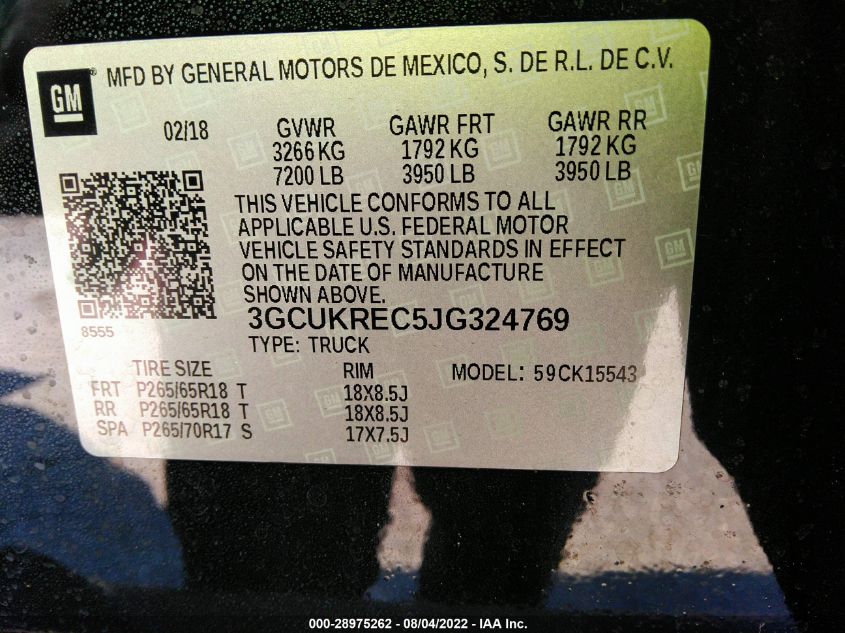 GM
® MFD BY GENERAL MOTORS DE MEXICO, S. DE R.L. DE C.V.
02/18 GVWR GAWR FRT GAWR RR
3266 KG 1792 KG 1792 KG
7200 LB 3950 LB 3950 LB
THIS VEHICLE CONFORMS TO ALL
APPLICABLE U.S. FEDERAL MOTOR
VEHICLE SAFETY STANDARDS IN EFFECT
ON THE DATE OF MANUFACTURE
SHOWN ABOVE.
8555
3GCUKREC5JG324769
TYPE: TRUCK
TIRE SIZE RIM MODEL: 59CK15543
FRT P265/65R18 T 18X8.5J
RR P265/65R18 T 18X8.5J
SPA P265/70R17 S 17X7.5J
000-28975262 - 08/04/2022 - IAA Inc.